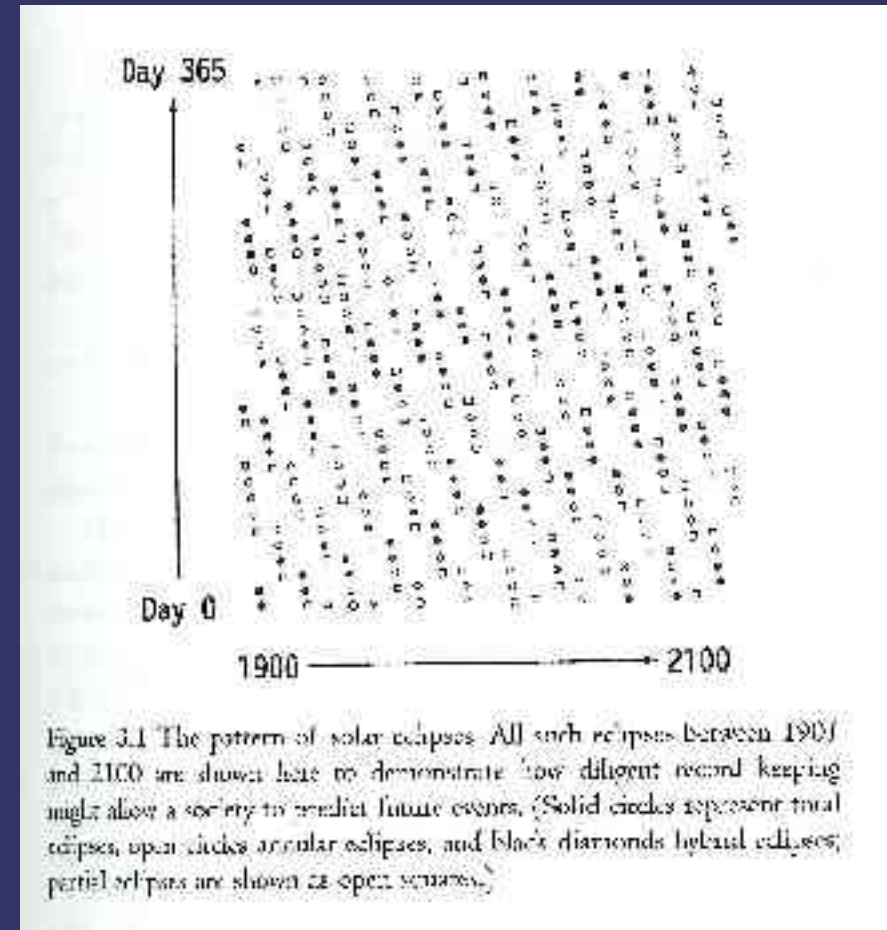 Day 365
Day 0
1900 2100
Figure 3.1 The pattern of solar eclipses. All such eclipses between 1901
and 2100 are shown here to demonstrate how diligent record keeping
might allow a society to predict future events. (Solid circles represent total
eclipses, open circles annular eclipses, and black diamonds hybrid eclipses;
partial eclipses are shown as open squares.)